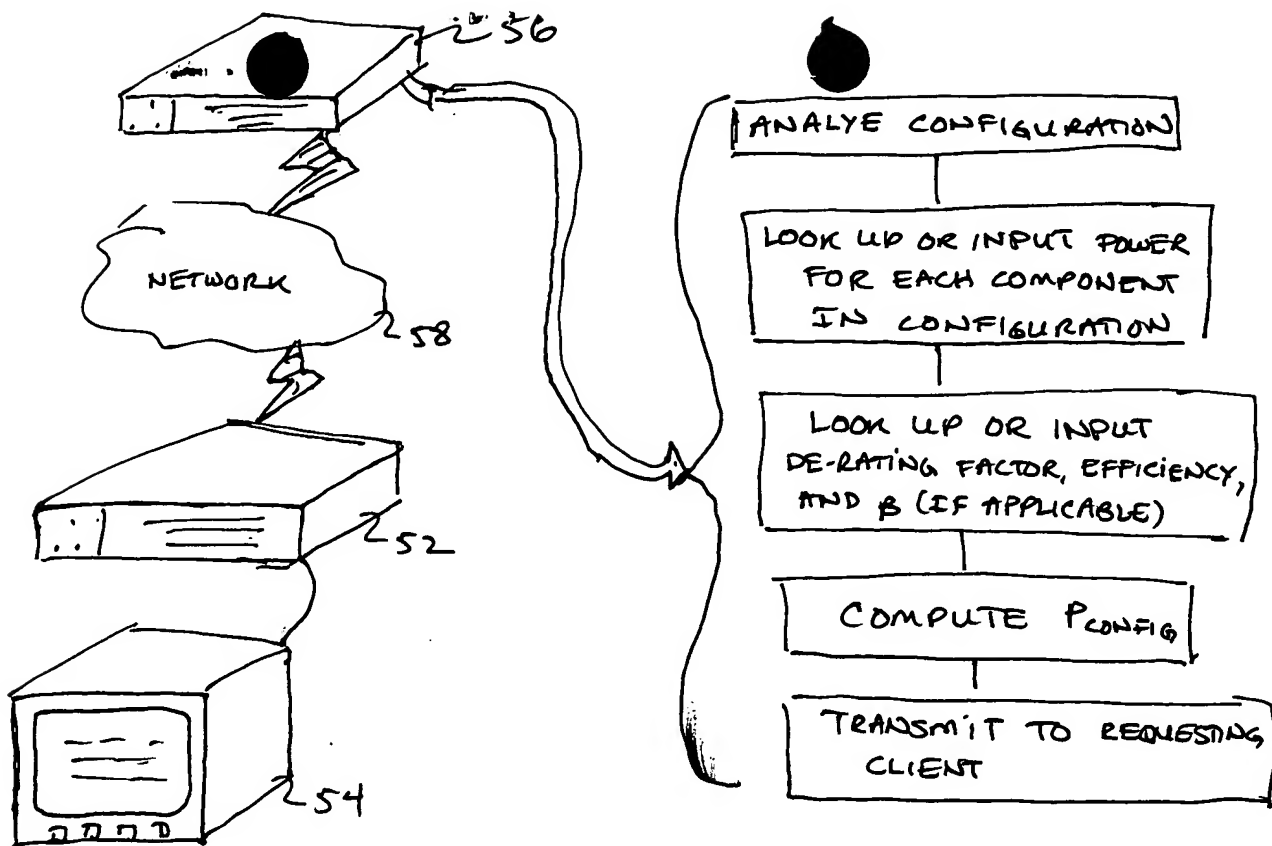 56
NETWORK
58
52
54
ANALYE CONFIGURATION
LOOK UP OR INPUT POWER
FOR EACH COMPONENT
IN CONFIGURATION
LOOK UP OR INPUT
DE-RATING FACTOR, EFFICIENCY,
AND β (IF APPLICABLE)
COMPUTE PCONFIG
TRANSMIT TO REQUESTING
CLIENT